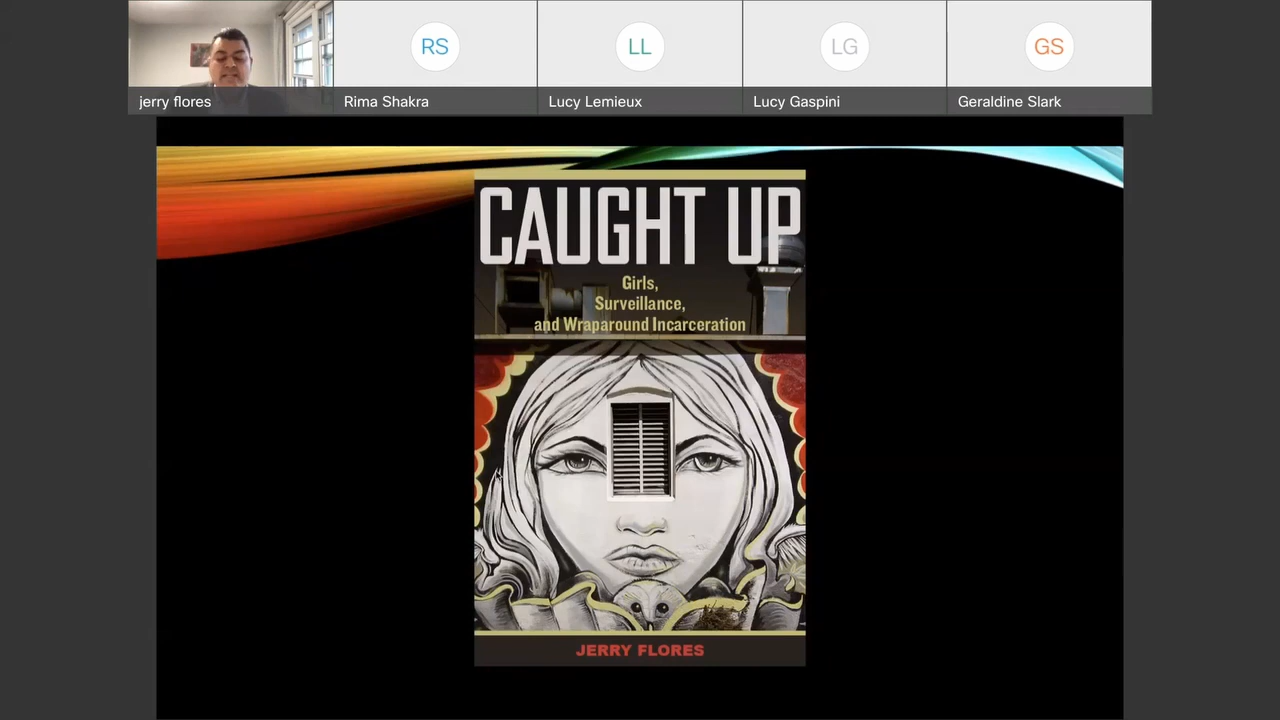 RS
LL
LG
GS
jerry flores
Rima Shakra
Lucy Lemieux
Lucy Gaspini
Geraldine Slark
CAUGHT UP
Girls,
Surveillance,
and Wraparound Incarceration
JERRY FLORES